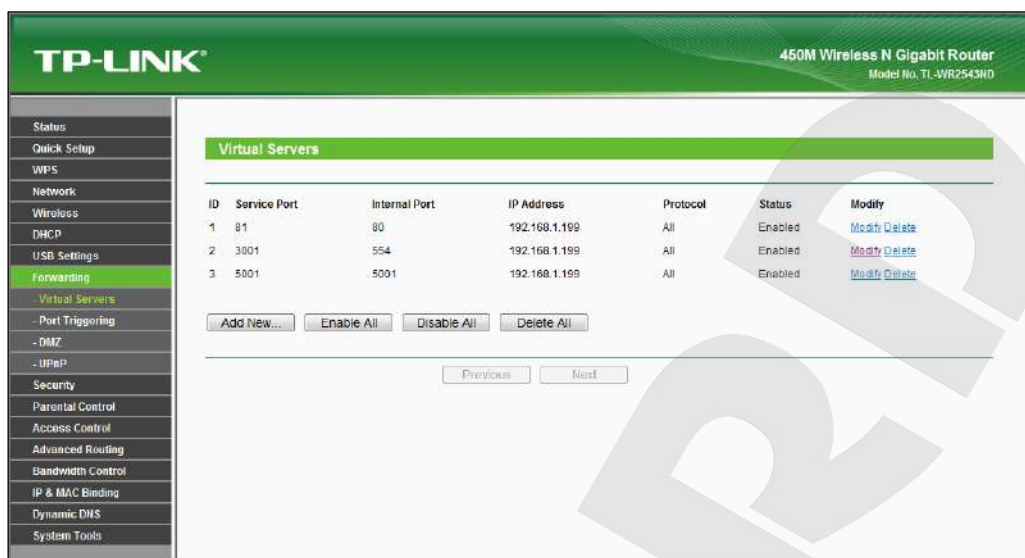 TP-LINK®
450M Wireless N Gigabit Router
Model No. TL-WR2543ND
Status
Quick Setup
WPS
Network
Wireless
DHCP
USB Settings
Forwarding
- Virtual Servers
- Port Triggering
- DMZ
- UPnP
Security
Parental Control
Access Control
Advanced Routing
Bandwidth Control
IP & MAC Binding
Dynamic DNS
System Tools
Virtual Servers
ID Service Port Internal Port IP Address Protocol Status Modify
1 81 80 192.168.1.199 All Enabled Modify Delete
2 3001 554 192.168.1.199 All Enabled Modify Delete
3 5001 5001 192.168.1.199 All Enabled Modify Delete
Add New... Enable All Disable All Delete All
Previous Next